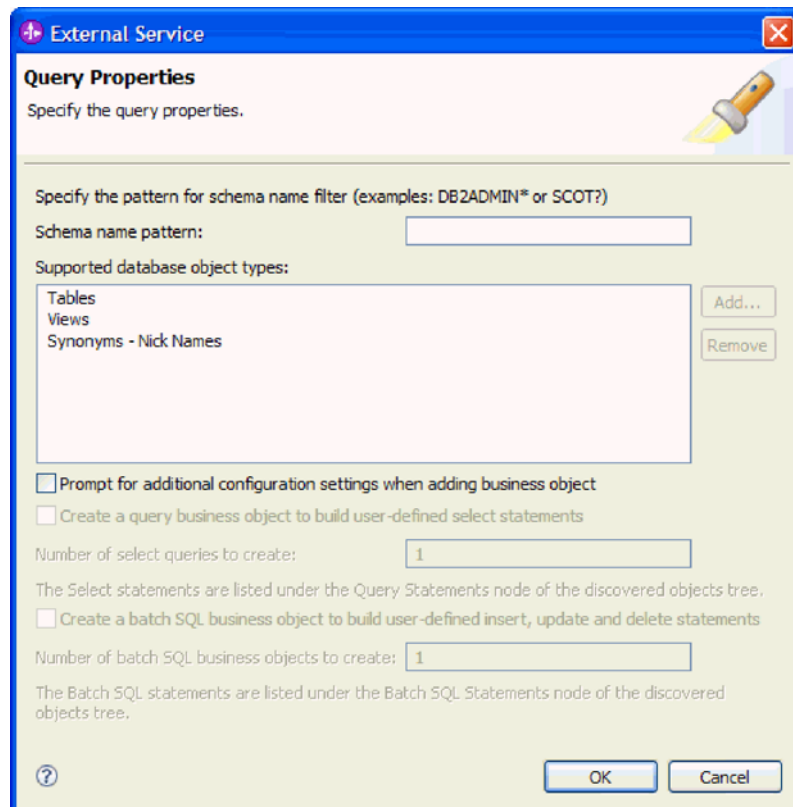 External Service
Query Properties
Specify the query properties.
Specify the pattern for schema name filter (examples: DB2ADMIN* or SCOT?)
Schema name pattern:
Supported database object types:
Tables
Views
Synonyms - Nick Names
Add...
Remove
Prompt for additional configuration settings when adding business object
Create a query business object to build user-defined select statements
Number of select queries to create: 1
The Select statements are listed under the Query Statements node of the discovered objects tree.
Create a batch SQL business object to build user-defined insert, update and delete statements
Number of batch SQL business objects to create: 1
The Batch SQL statements are listed under the Batch SQL Statements node of the discovered
objects tree.
?
OK Cancel